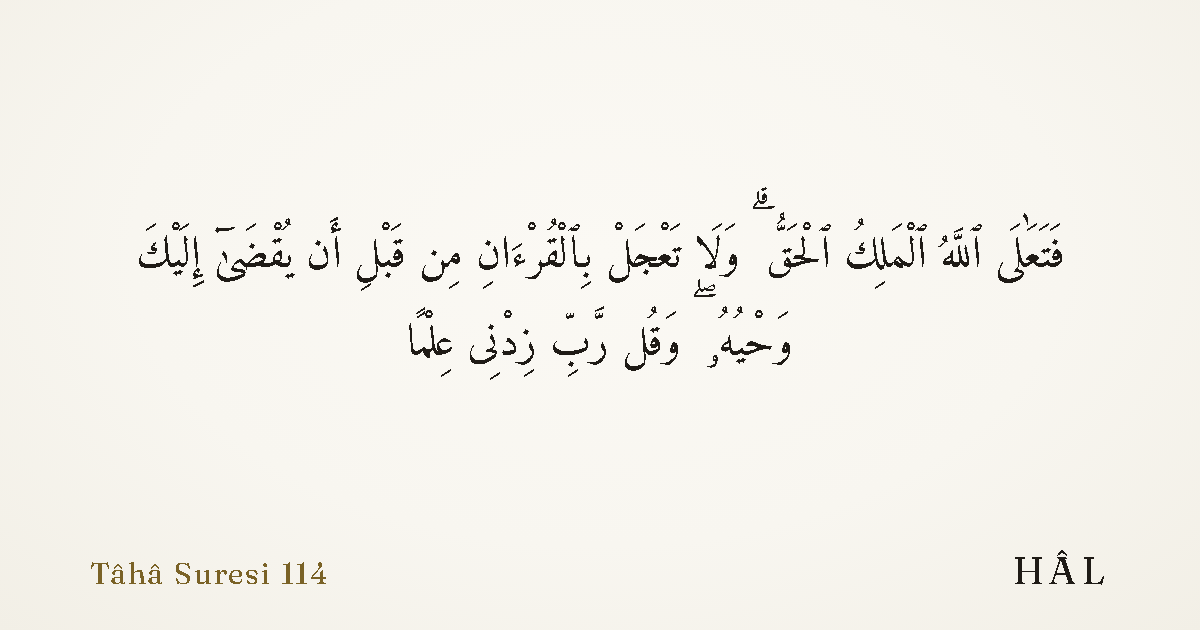 فَتَعَـٰلَى ٱللَّهُ ٱلْمَلِكُ ٱلْحَقُّ ۗ وَلَا تَعْجَلْ بِٱلْقُرْءَانِ مِن قَبْلِ أَن يُقْضَىٰٓ إِلَيْكَ
وَحْيُهُۥ ۖ وَقُل رَّبِّ زِدْنِى عِلْمًا
Tâhâ Suresi 114
HÂL